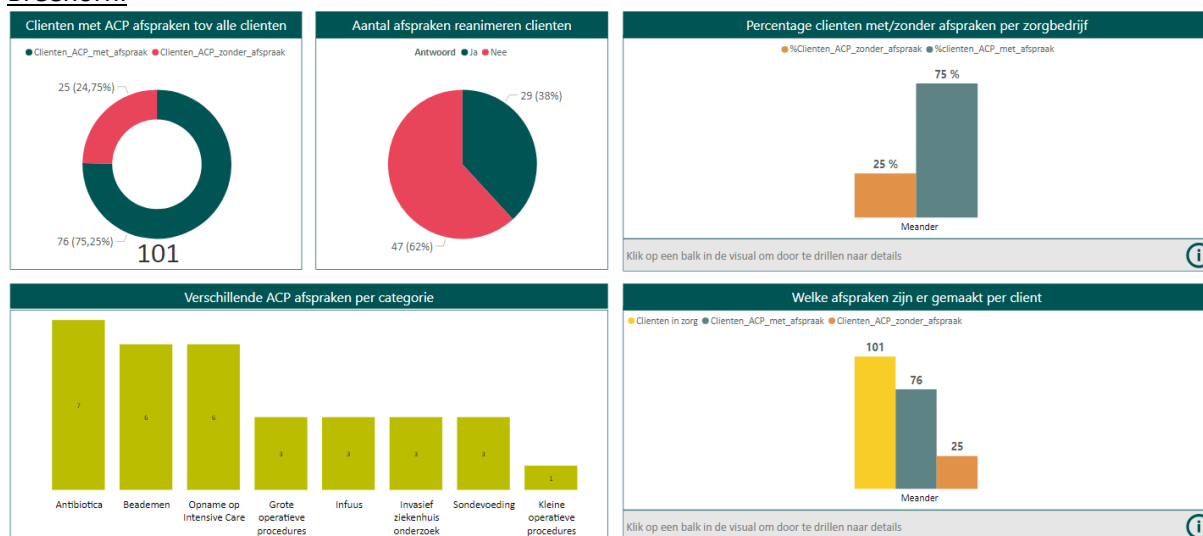 Clienten met ACP afspraken tov alle clienten
Clienten_ACP_met_afspraak Clienten_ACP_zonder_afspraak
25 (24,75%)
76 (75,25%)
101
Aantal afspraken reanimeren clienten
Antwoord Ja Nee
29 (38%)
47 (62%)
Percentage clienten met/zonder afspraken per zorgbedrijf
%Clienten_ACP_zonder_afspraak %clienten_ACP_met_afspraak
75 %
25 %
Meander
Klik op een balk in de visual om door te drillen naar details
Verschillende ACP afspraken per categorie
7
6
6
3
3
3
3
1
Antibiotica
Beademen
Opname op
Intensive Care
Grote
operatieve
procedures
Infuus
Invasief
ziekenhuis
onderzoek
Sondevoeding
Kleine
operatieve
procedures
Welke afspraken zijn er gemaakt per client
Clienten in zorg Clienten_ACP_met_afspraak Clienten_ACP_zonder_afspraak
101
76
25
Meander
Klik op een balk in de visual om door te drillen naar details